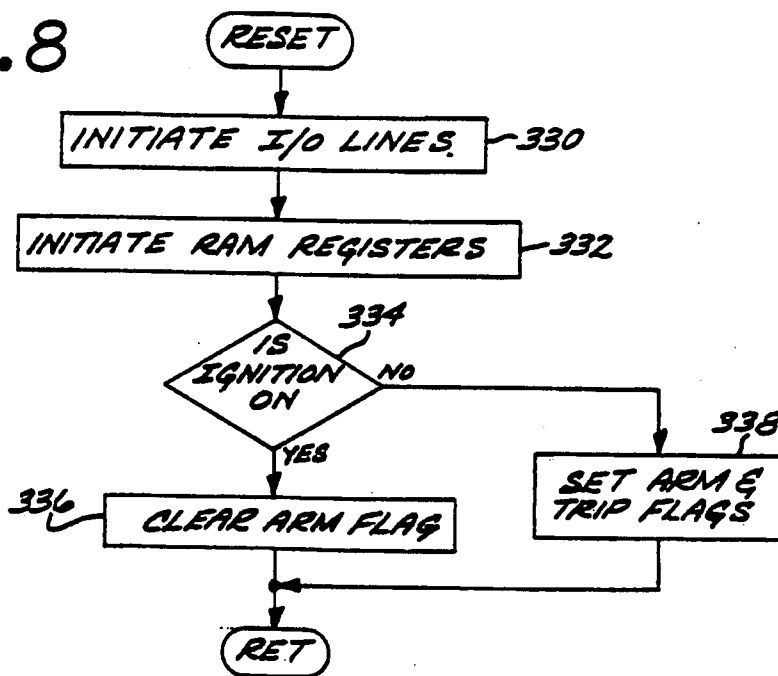 .8
RESET
INITIATE I/O LINES.
330
INITIATE RAM REGISTERS
332
334
IS
IGNITION
ON
NO
YES
338
336
CLEAR ARM FLAG
SET ARM &
TRIP FLAGS
RET